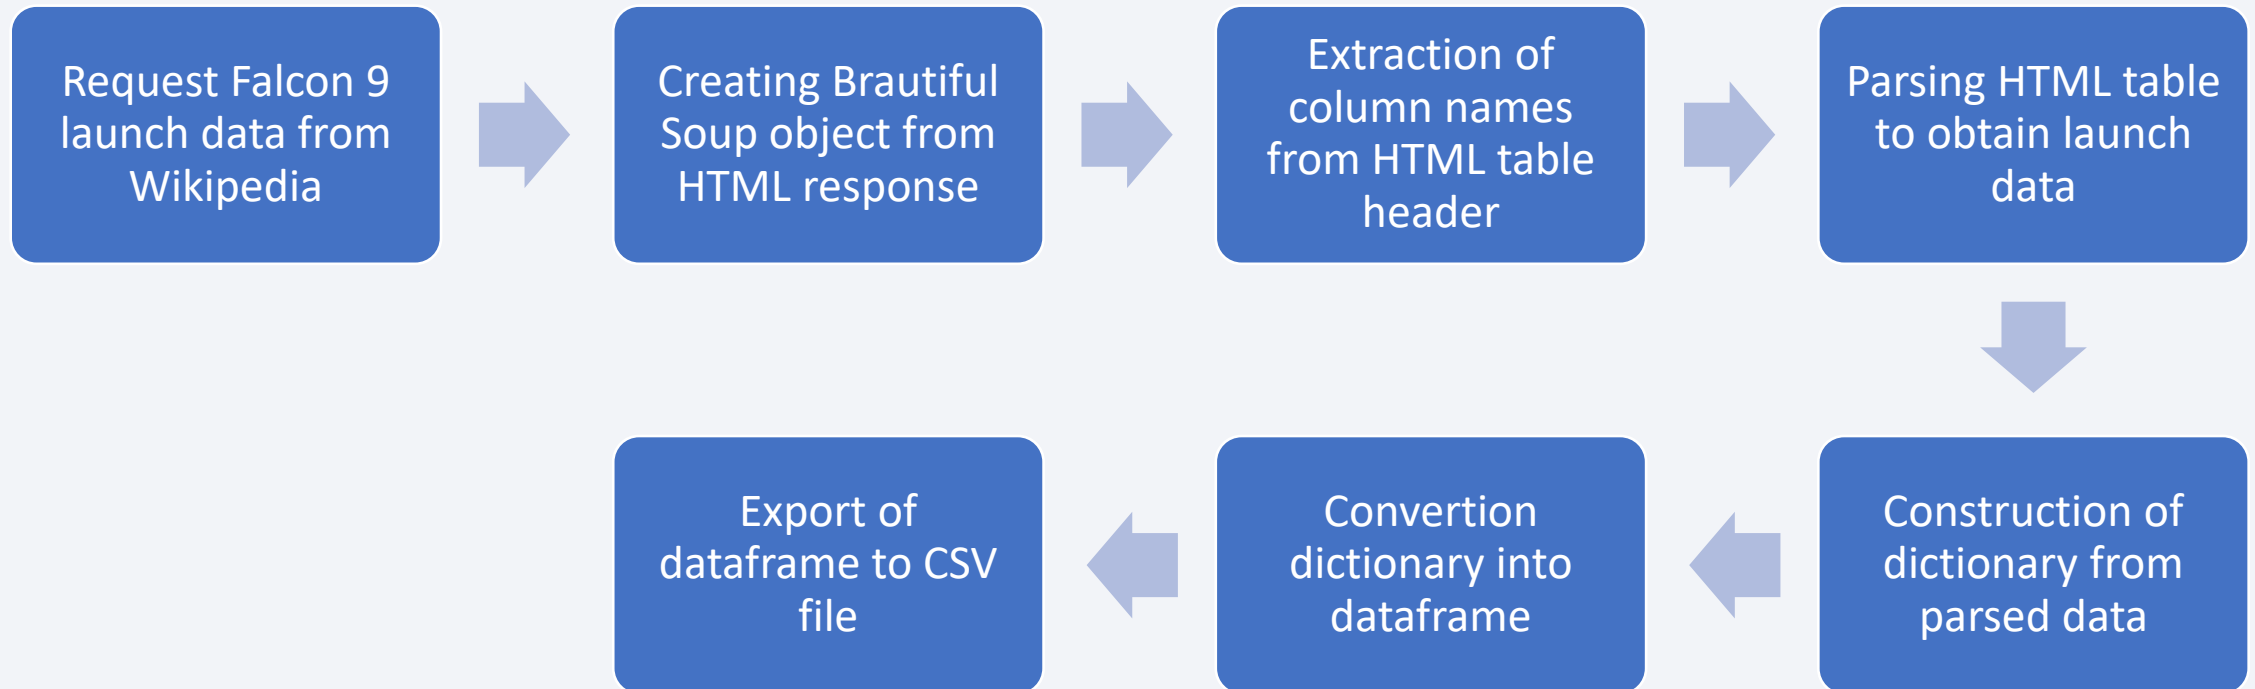 Request Falcon 9
launch data from
Wikipedia
Creating Brautiful
Soup object from
HTML response
Extraction of
column names
from HTML table
header
Parsing HTML table
to obtain launch
data
Construction of
dictionary from
parsed data
Convertion
dictionary into
dataframe
Export of
dataframe to CSV
file